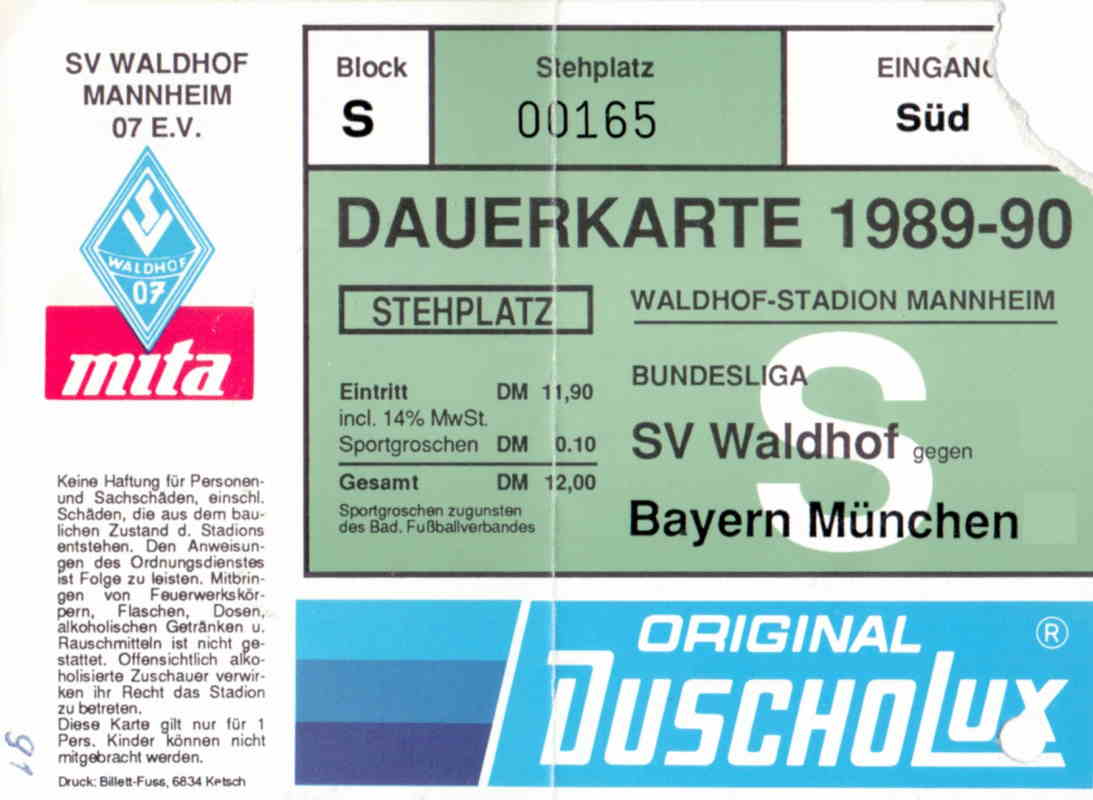 SV WALDHOF
MANNHEIM
07 E.V.
WALDHOF
07
mita
Keine Haftung für Personen-
und Sachschäden, einschl.
Schäden, die aus dem bau-
lichen Zustand d. Stadions
entstehen. Den Anweisun-
gen des Ordnungsdienstes
ist Folge zu leisten. Mitbrin-
gen von Feuerwerkskör-
pern, Flaschen, Dosen,
alkoholischen Getränken u.
Rauschmitteln ist nicht ge-
stattet. Offensichtlich alko-
holisierte Zuschauer verwir-
ken ihr Recht das Stadion
zu betreten.
Diese Karte gilt nur für 1
Pers. Kinder können nicht
mitgebracht werden.
Druck: Billett-Fuss, 6834 Ketsch
91
Block
S
Stehplatz
00165
EINGANG
Süd
DAUERKARTE 1989-90
STEHPLATZ
Eintritt DM 11,90
incl. 14% MwSt.
Sportgroschen DM 0.10
Gesamt DM 12,00
Sportgroschen zugunsten
des Bad. Fußballverbandes
WALDHOF-STADION MANNHEIM
S
BUNDESLIGA
SV Waldhof gegen
Bayern München
ORIGINAL ®
DUSCHOLUX